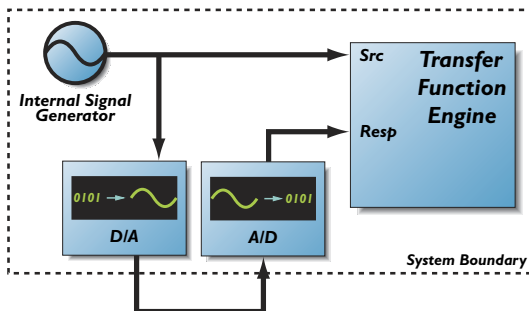 Src
Transfer
Function
Engine
Internal Signal
Generator
Resp
0101
0101
D/A
A/D
System Boundary